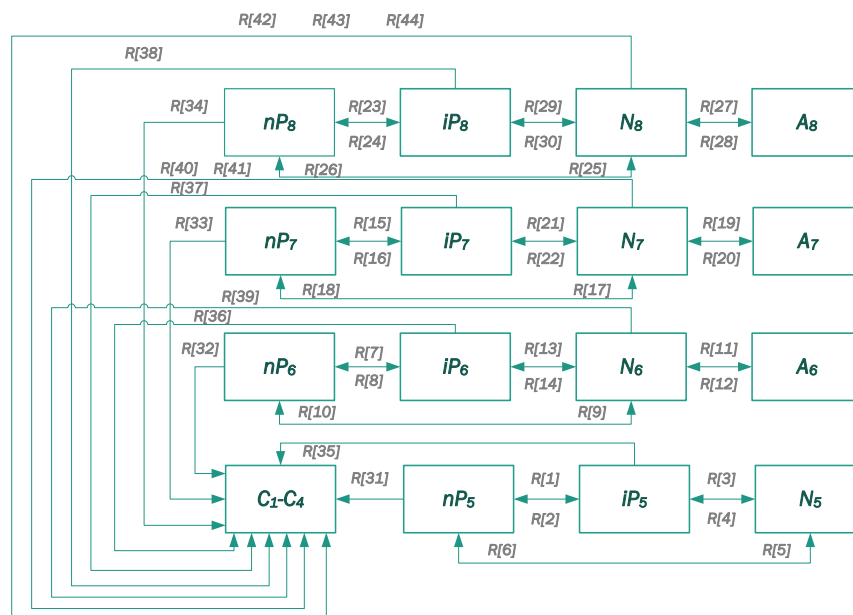 R[42] R[43] R[44]
R[38]
R[34] nP₈ R[23] iP₈ R[29] N₈ R[27] A₈
R[24] R[30] R[28]
R[40] R[41] R[26] R[25]
R[37]
R[33] nP₇ R[15] iP₇ R[21] N₇ R[19] A₇
R[16] R[22] R[20]
R[18] R[17]
R[39]
R[36]
R[32] nP₆ R[7] iP₆ R[13] N₆ R[11] A₆
R[8] R[14] R[12]
R[10] R[9]
R[35]
C₁-C₄ R[31] nP₅ R[1] iP₅ R[3] N₅
R[2] R[4]
R[6] R[5]